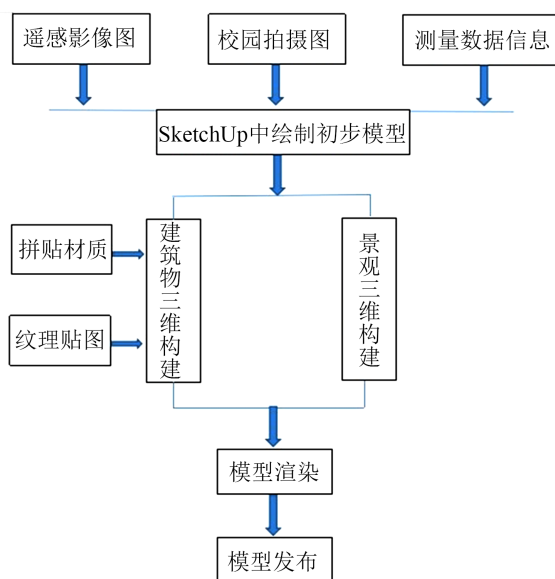 遥感影像图
校园拍摄图
测量数据信息
SketchUp中绘制初步模型
拼贴材质
纹理贴图
建筑物三维构建
景观三维构建
模型渲染
模型发布